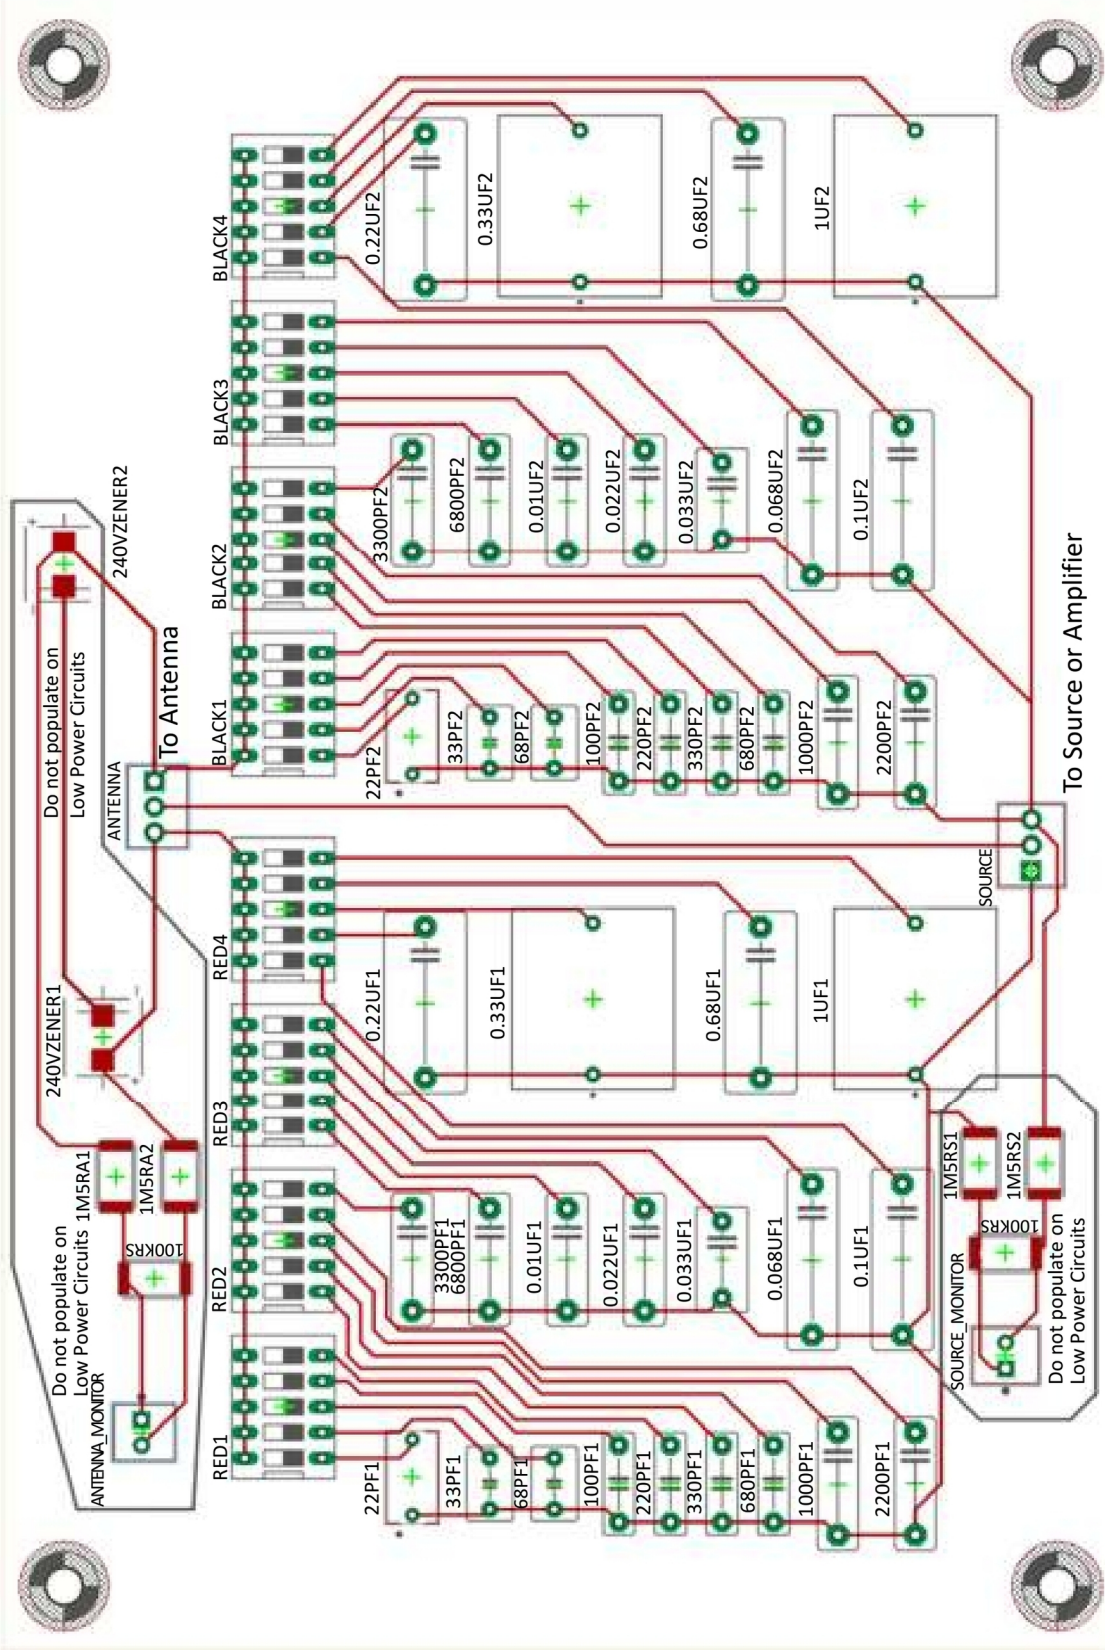 240VZENER2
Do not populate on
Low Power Circuits
To Antenna
ANTENNA
240VZENER1
1M5RA1
1M5RA2
100KRS
Do not populate on
Low Power Circuits
ANTENNA_MONITOR
BLACK4
BLACK3
BLACK2
BLACK1
RED4
RED3
RED2
RED1
0.22UF2
0.33UF2
0.68UF2
1UF2
3300PF2
6800PF2
0.01UF2
0.022UF2
0.033UF2
0.068UF2
0.1UF2
22PF2
33PF2
68PF2
100PF2
220PF2
330PF2
680PF2
1000PF2
2200PF2
0.22UF1
0.33UF1
0.68UF1
1UF1
3300PF1
6800PF1
0.01UF1
0.022UF1
0.033UF1
0.068UF1
0.1UF1
22PF1
33PF1
68PF1
100PF1
220PF1
330PF1
680PF1
1000PF1
2200PF1
To Source or Amplifier
SOURCE
1M5RS1
1M5RS2
100KRS
SOURCE_MONITOR
Do not populate on
Low Power Circuits